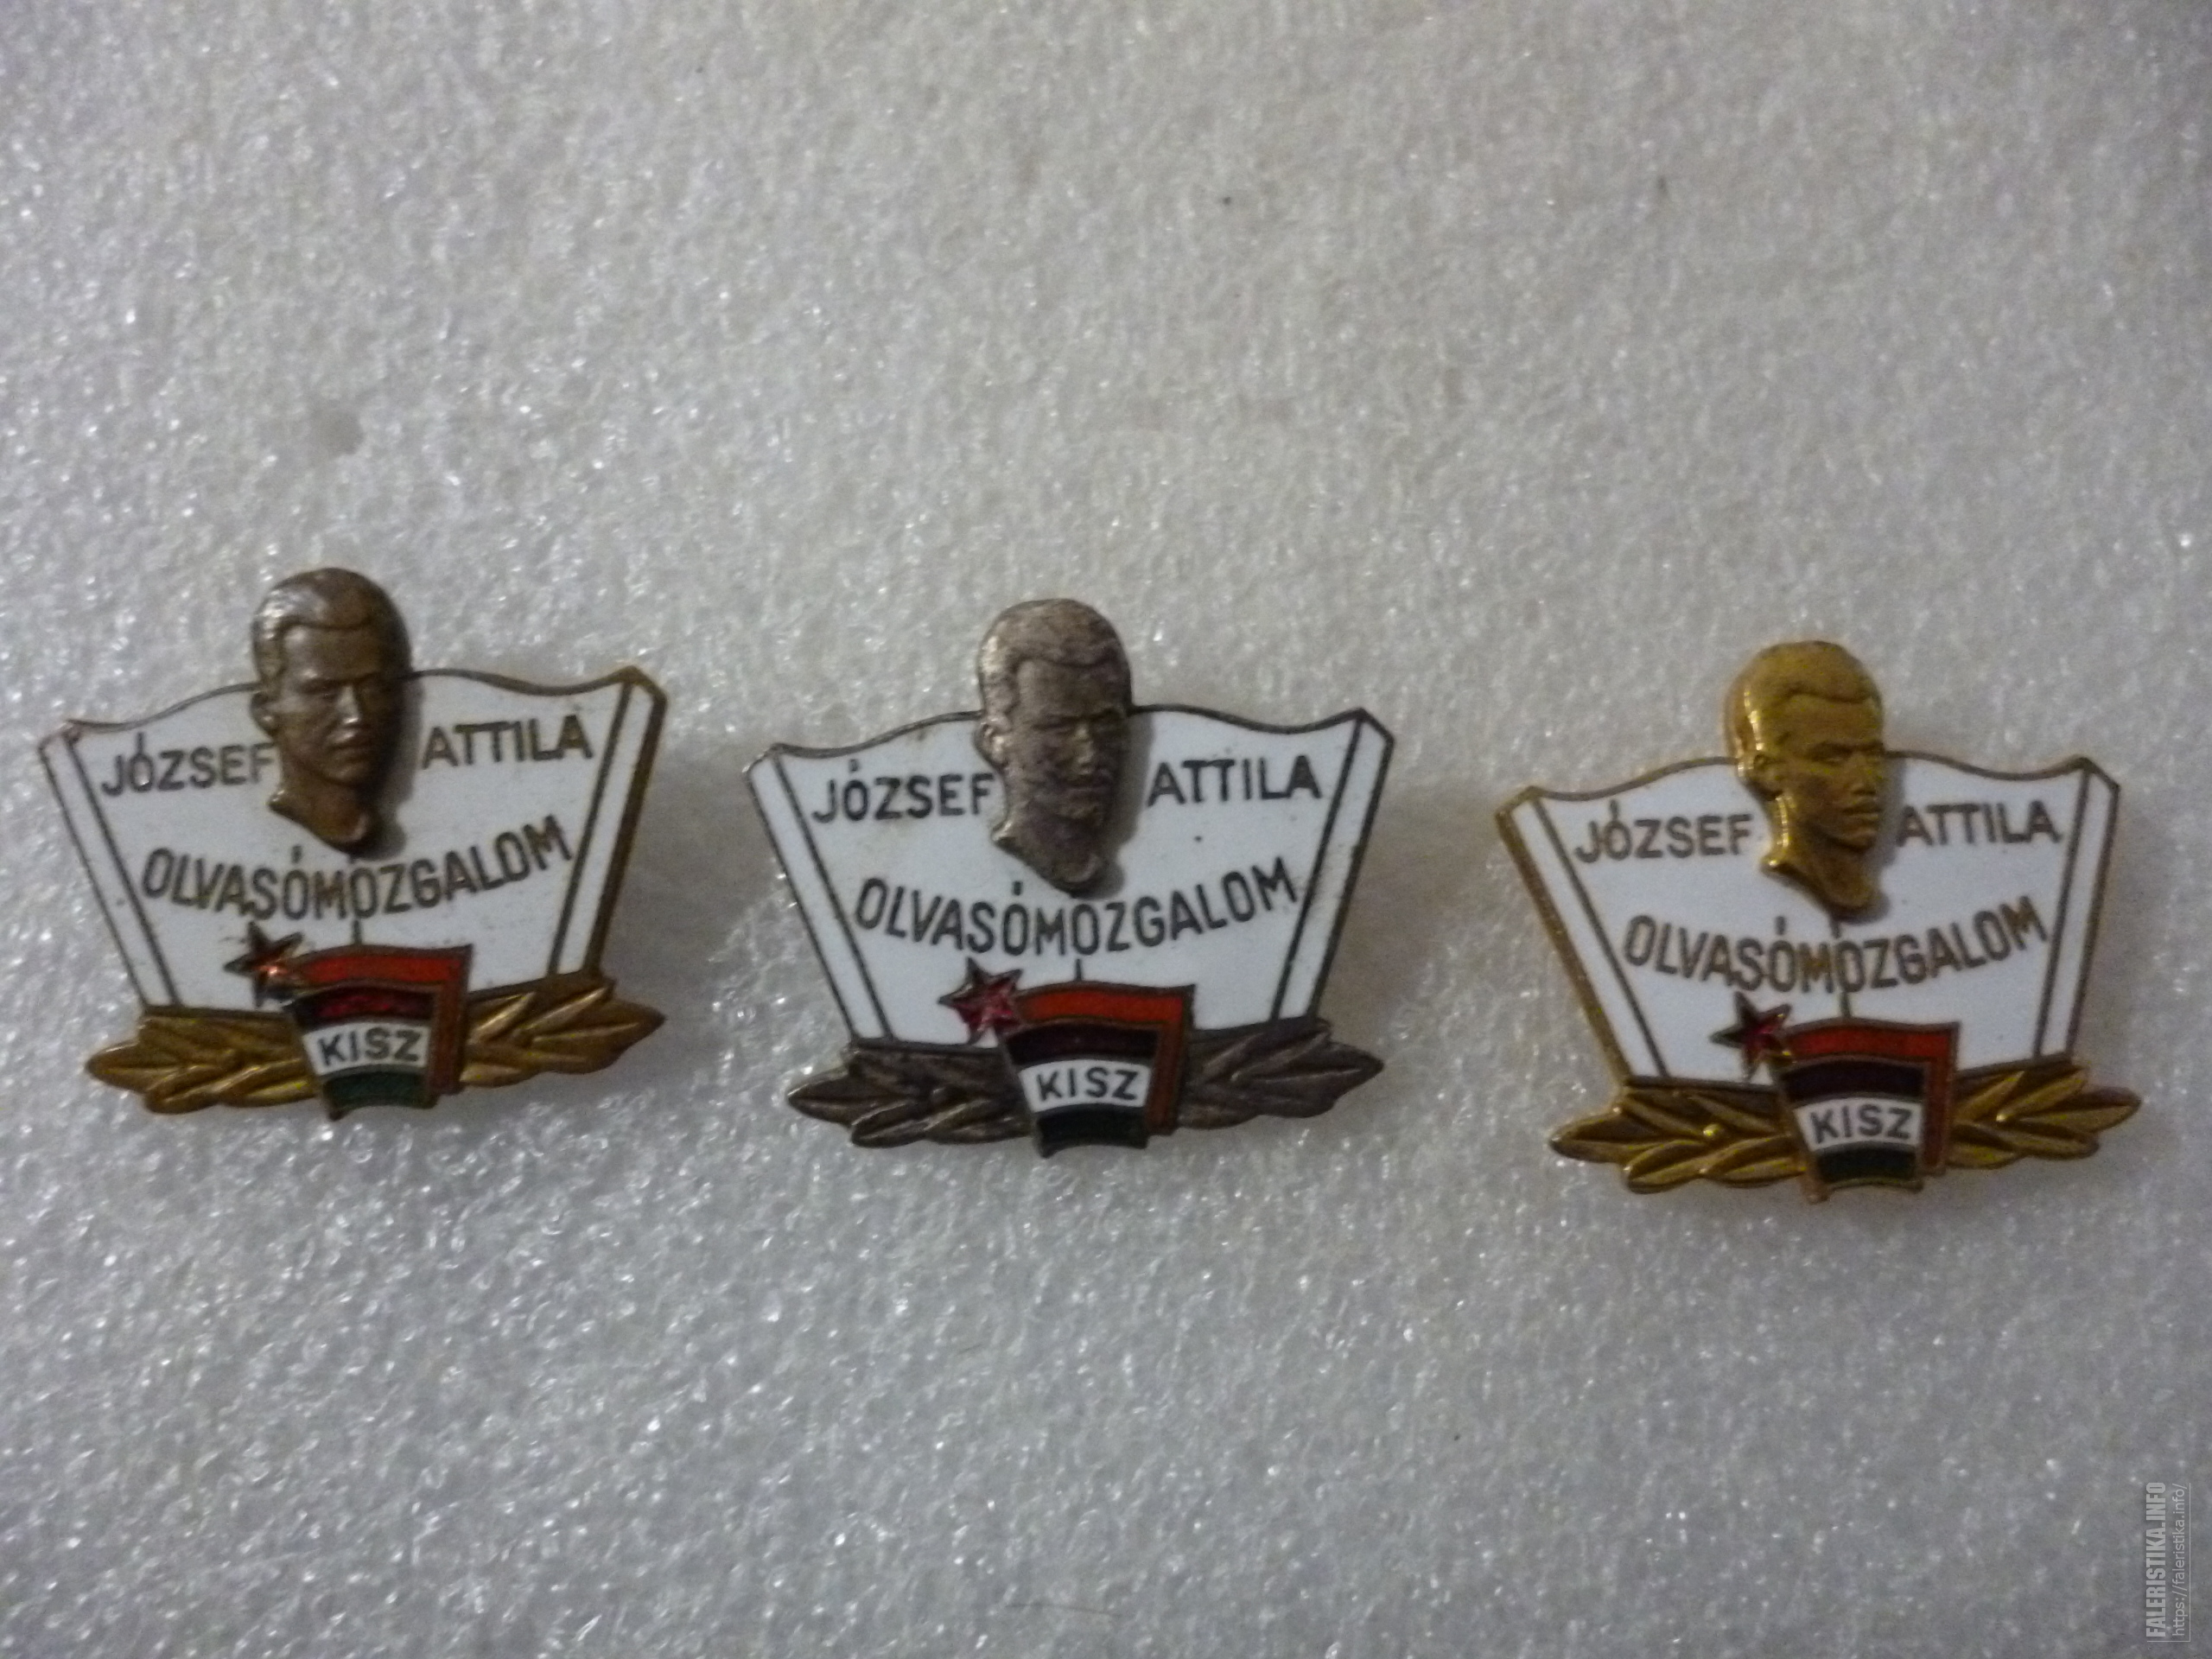 JÓZSEF ATTILA
OLVASÓMOZGALOM
KISZ
JÓZSEF ATTILA
OLVASÓMOZGALOM
KISZ
JÓZSEF ATTILA
OLVASÓMOZGALOM
KISZ
FALERISTIKA.INFO
https://faleristika.info/